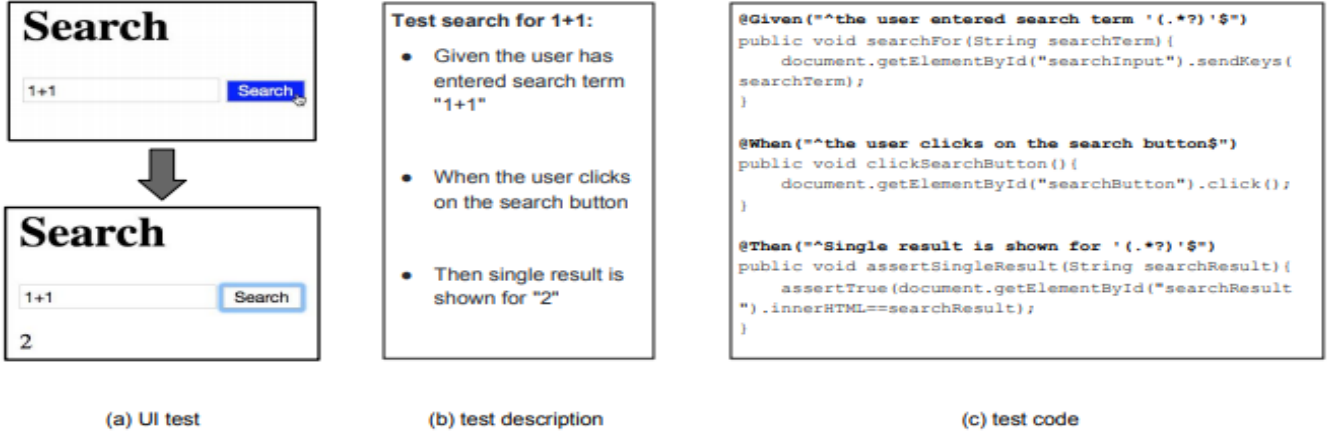 Search
1+1
Search
Search
1+1
Search
2
(a) UI test
Test search for 1+1:
● Given the user has
entered search term
"1+1"
● When the user clicks
on the search button
● Then single result is
shown for "2"
(b) test description
@Given("^the user entered search term '(.*?)'$")
public void searchFor(String searchTerm){
    document.getElementById("searchInput").sendKeys(
searchTerm);
}
@When("^the user clicks on the search button$")
public void clickSearchButton(){
    document.getElementById("searchButton").click();
}
@Then("^Single result is shown for '(.*?)'$")
public void assertSingleResult(String searchResult){
    assertTrue(document.getElementById("searchResult
").innerHTML==searchResult);
}
(c) test code